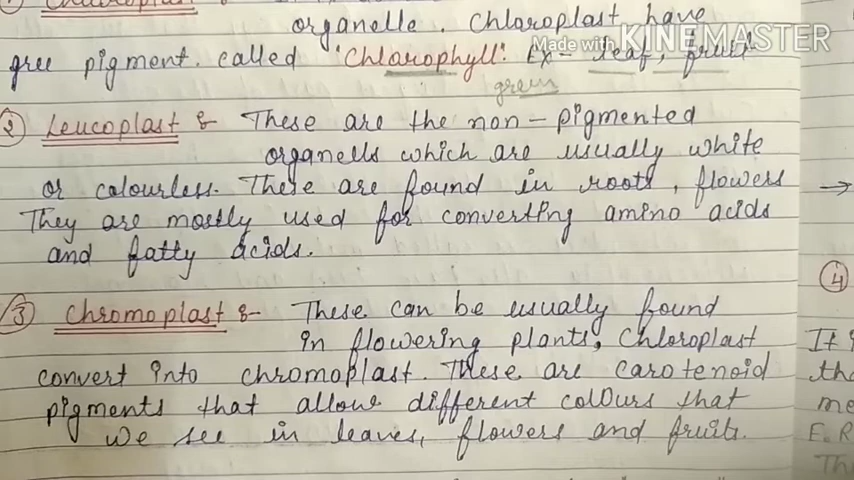 organelle. Chloroplast have
gree pigment. called 'Chlorophyll'. Ex- leaf, fruit
green
Made with KINEMASTER
② Leucoplast :- These are the non-pigmented
organells which are usually white
or colourless. These are found in roots, flowers →
They are mostly used for converting amino acids
and fatty acids.
③ Chromoplast :- These can be usually found
in flowering plants, Chloroplast
convert into chromoplast. These are carotenoid
pigments that allow different colours that
we see in leaves, flowers and fruits.
④
E.R